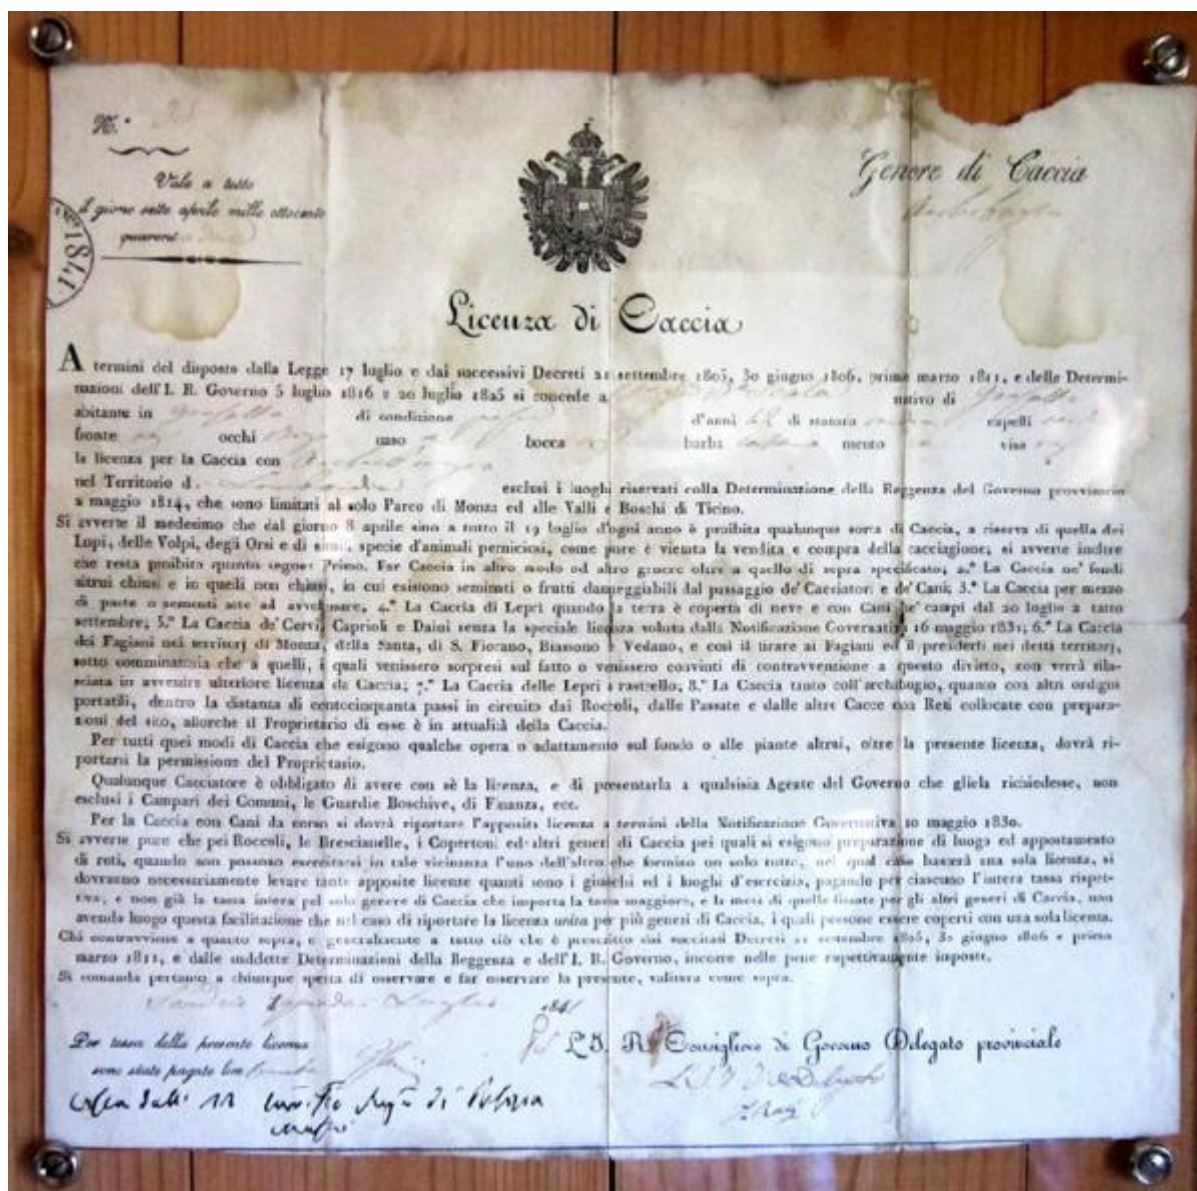 N.°
Vale a tutto
il giorno sette aprile mille ottocento
quarant
1841
Genere di Caccia
Licenza di Caccia
A termini del disposto dalla Legge 17 luglio e dai successivi Decreti 21 settembre 1805, 30 giugno 1806, primo marzo 1811, e delle Determi-
nazioni dell'I. R. Governo 5 luglio 1816 e 20 luglio 1825 si concede a nativo di
abitante in di condizione d'anni di statura capelli
fronte occhi naso bocca barba mento viso
la licenza per la Caccia con
nel Territorio d. esclusi i luoghi riservati colla Determinazione della Reggenza del Governo provvisorio
2 maggio 1814, che sono limitati al solo Parco di Monza ed alle Valli e Boschi di Ticino.
Si avverte il medesimo che dal giorno 8 aprile sino a tutto il 19 luglio d'ogni anno è proibita qualunque sorta di Caccia, a riserva di quella dei
Lupi, delle Volpi, degli Orsi e di simil specie d'animali perniciosi, come pure è vietata la vendita e compra della cacciagione; si avverte inoltre
che resta proibito quanto segue: Primo. Far Caccia in altro modo od altro genere oltre a quello di sopra specificato; 2.° La Caccia ne' fondi
altrui chiusi e in quelli non chiusi, in cui esistono seminati o frutti danneggiabili dal passaggio de' Cacciatori e de' Cani; 3.° La Caccia per mezzo
di paste o sementi atte ad avvelenare; 4.° La Caccia di Lepri quando la terra è coperta di neve e con Cani ne' campi dal 20 luglio a tutto
settembre; 5.° La Caccia de' Cervi, Caprioli e Daini senza la speciale licenza voluta dalla Notificazione Governativa 16 maggio 1831; 6.° La Caccia
dei Fagiani nei territorj di Monza, della Santa, di S. Fiorano, Biassono e Vedano, e così il tirare ai Fagiani ed il prenderli nei detti territorj,
sotto comminatoria che a quelli, i quali venissero sorpresi sul fatto o venissero convinti di contravvenzione a questo divieto, non verrà rila-
sciata in avvenire ulteriore licenza da Caccia; 7.° La Caccia delle Lepri a rastrello; 8.° La Caccia tanto coll'archibugio, quanto con altri ordigni
portatili, dentro la distanza di centocinquanta passi in circuito dai Roccoli, dalle Passate e dalle altre Cacce con Reti collocate con prepara-
zioni del sito, allorchè il Proprietario di esse è in attualità della Caccia.
Per tutti quei modi di Caccia che esigono qualche opera o adattamento sul fondo o alle piante altrui, oltre la presente licenza, dovrà ri-
portarsi la permissione del Proprietario.
Qualunque Cacciatore è obbligato di avere con sè la licenza, e di presentarla a qualsisia Agente del Governo che gliela richiedesse, non
esclusi i Campari dei Comuni, le Guardie Boschive, di Finanza, ecc.
Per la Caccia con Cani da corso si dovrà riportare l'apposita licenza a termini della Notificazione Governativa 10 maggio 1830.
Si avverte pure che pei Roccoli, le Brescianelle, i Copertoni ed altri generi di Caccia pei quali si esigono preparazione di luogo ed appostamento
di reti, quando non possono esercitarsi in tale vicinanza l'uno dell'altro che formino un solo tutto, nel qual caso basterà una sola licenza, si
dovranno necessariamente levare tante apposite licenze quanti sono i giuochi ed i luoghi d'esercizio, pagando per ciascuno l'intera tassa rispet-
tiva, e non già la tassa intera pel solo genere di Caccia che importa la tassa maggiore, e la metà di quelle fissate per gli altri generi di Caccia, non
avendo luogo questa facilitazione che nel caso di riportare la licenza unica per più generi di Caccia, i quali possono essere coperti con una sola licenza.
Chi contravviene a quanto sopra, e generalmente a tutto ciò che è prescritto dai succitati Decreti 21 settembre 1805, 30 giugno 1806 e primo
marzo 1811, e dalle suddette Determinazioni della Reggenza e dell'I. R. Governo, incorre nelle pene rispettivamente imposte.
Si comanda pertanto a chiunque spetta di osservare e far osservare la presente, valitura come sopra.
1841
L'I. R. Consigliere di Governo Delegato provinciale
Per tassa della presente licenza
sono state pagate lire